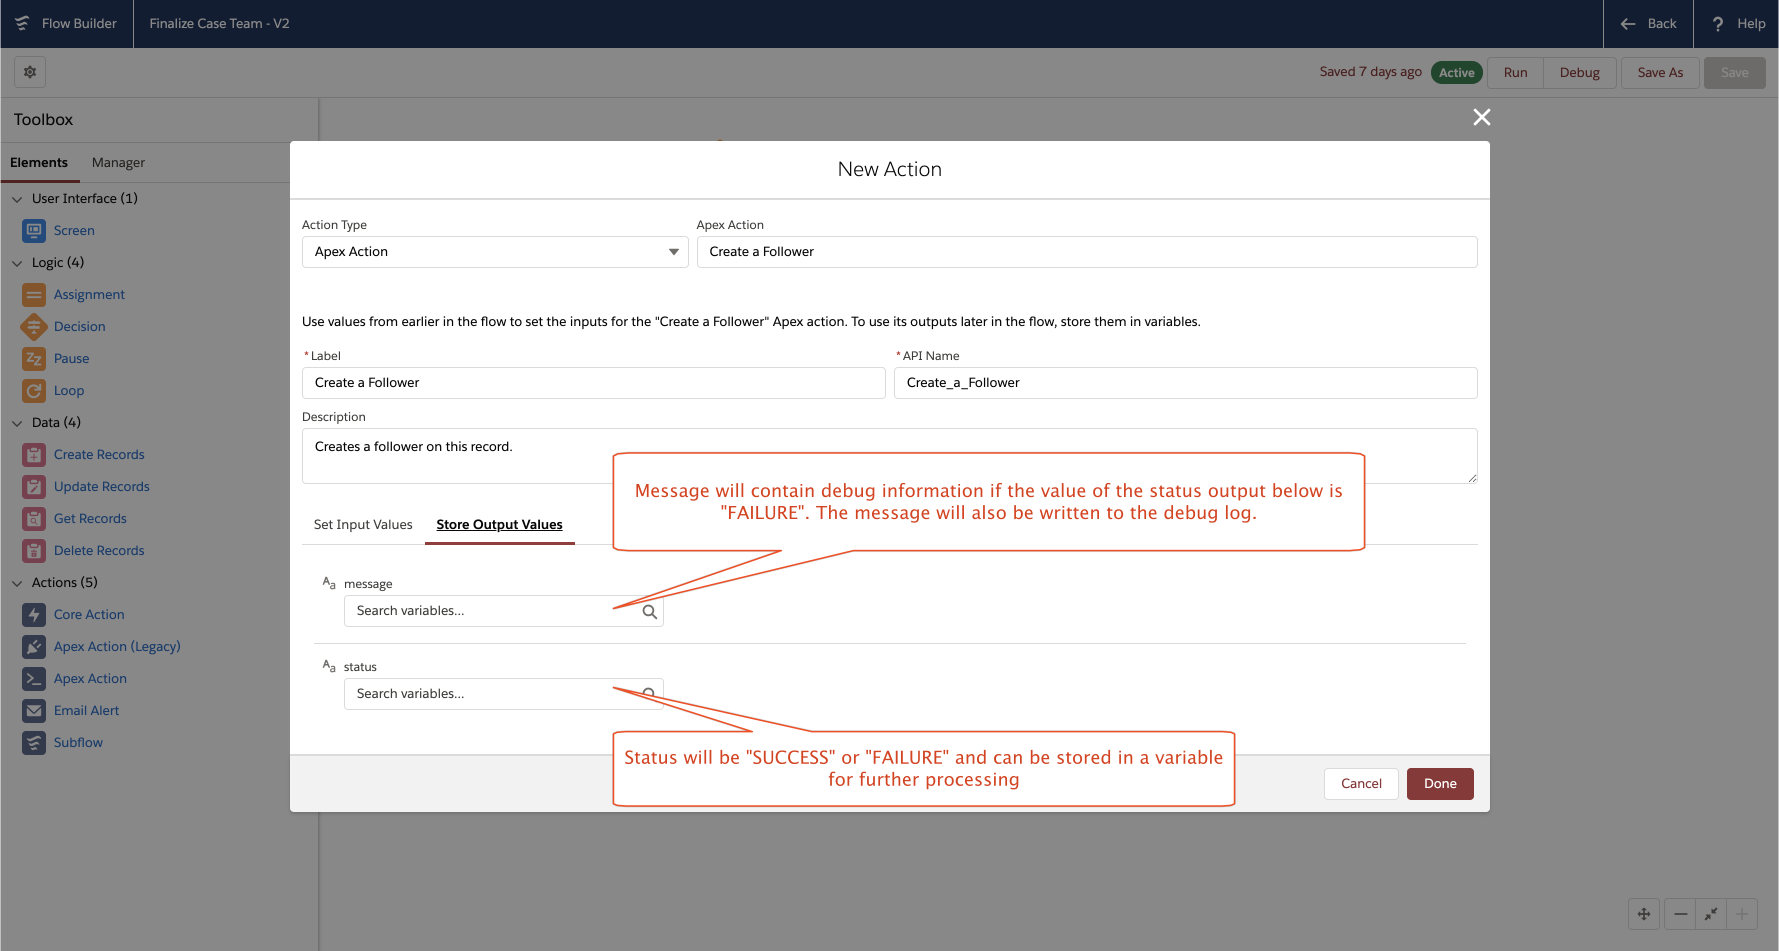 Flow Builder
Finalize Case Team - V2
Back
? Help
Saved 7 days ago
Active
Run
Debug
Save As
Save
Toolbox
Elements
Manager
User Interface (1)
Screen
Logic (4)
Assignment
Decision
Pause
Loop
Data (4)
Create Records
Update Records
Get Records
Delete Records
Actions (5)
Core Action
Apex Action (Legacy)
Apex Action
Email Alert
Subflow
New Action
Action Type
Apex Action
Apex Action
Create a Follower
Use values from earlier in the flow to set the inputs for the "Create a Follower" Apex action. To use its outputs later in the flow, store them in variables.
* Label
Create a Follower
* API Name
Create_a_Follower
Description
Creates a follower on this record.
Message will contain debug information if the value of the status output below is
"FAILURE". The message will also be written to the debug log.
Set Input Values
Store Output Values
Aa message
Search variables...
Aa status
Search variables...
Status will be "SUCCESS" or "FAILURE" and can be stored in a variable
for further processing
Cancel
Done